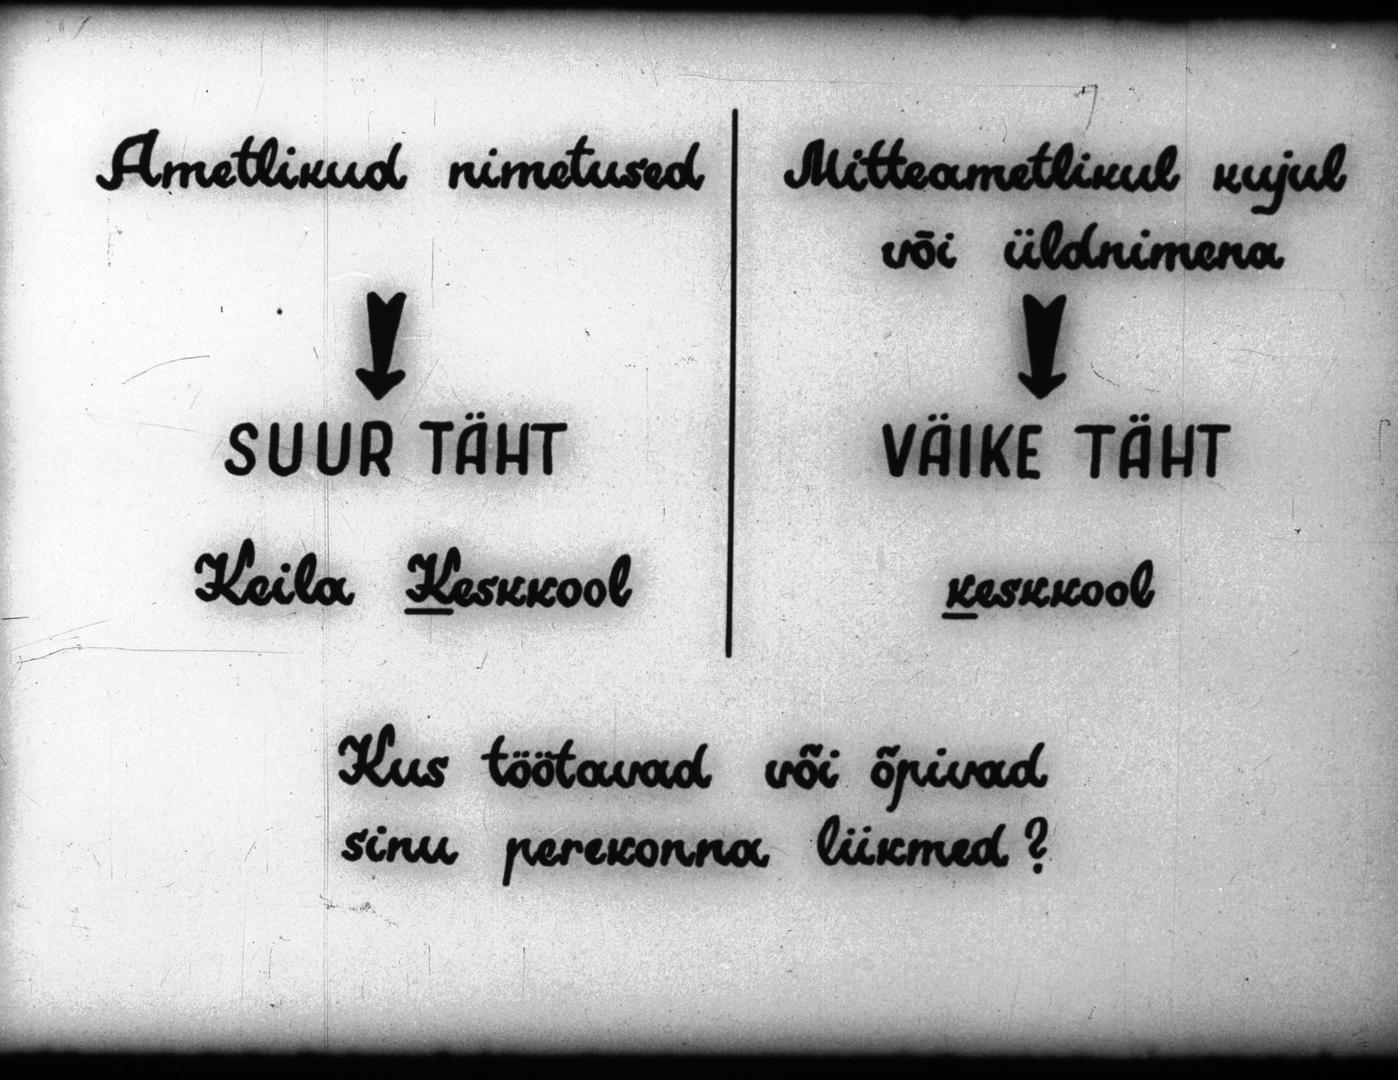 Ametlikud nimetused
SUUR TÄHT
Keila Keskkool
Mitteametlikul kujul
või üldnimena
VÄIKE TÄHT
keskkool
Kus töötavad või õpivad
sinu perekonna liikmed?